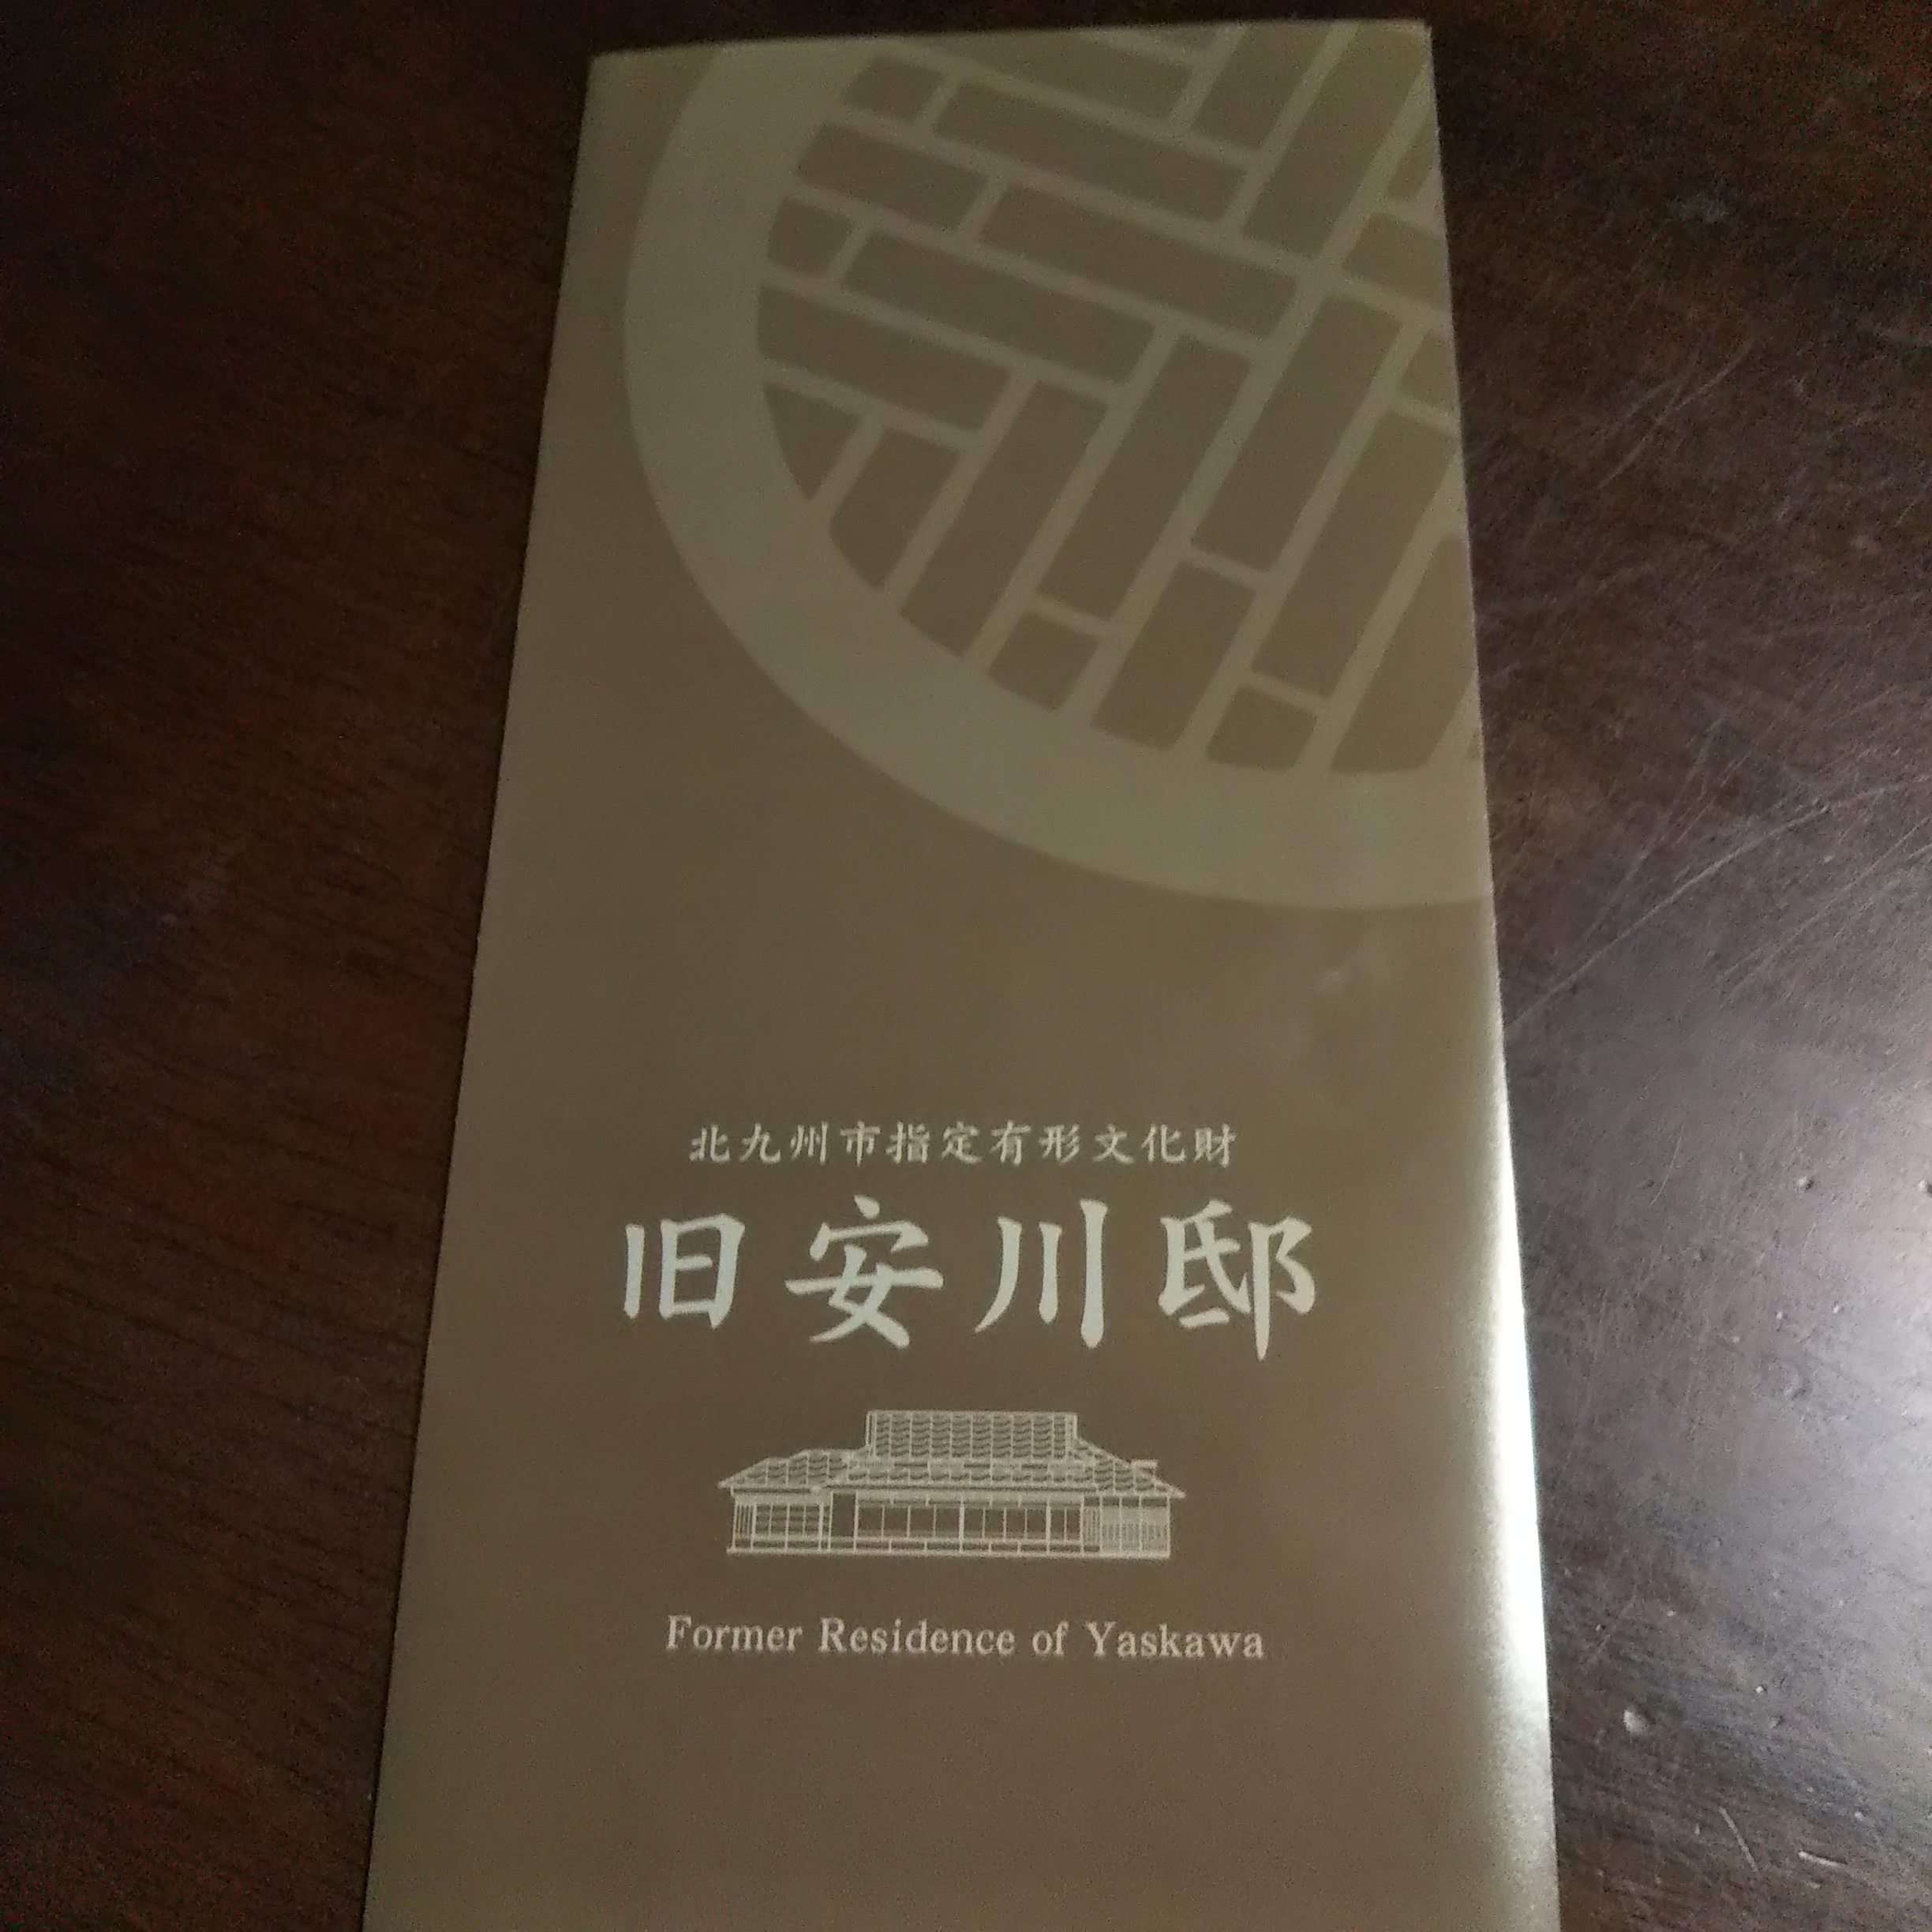 北九州市指定有形文化財
旧安川邸
Former Residence of Yaskawa